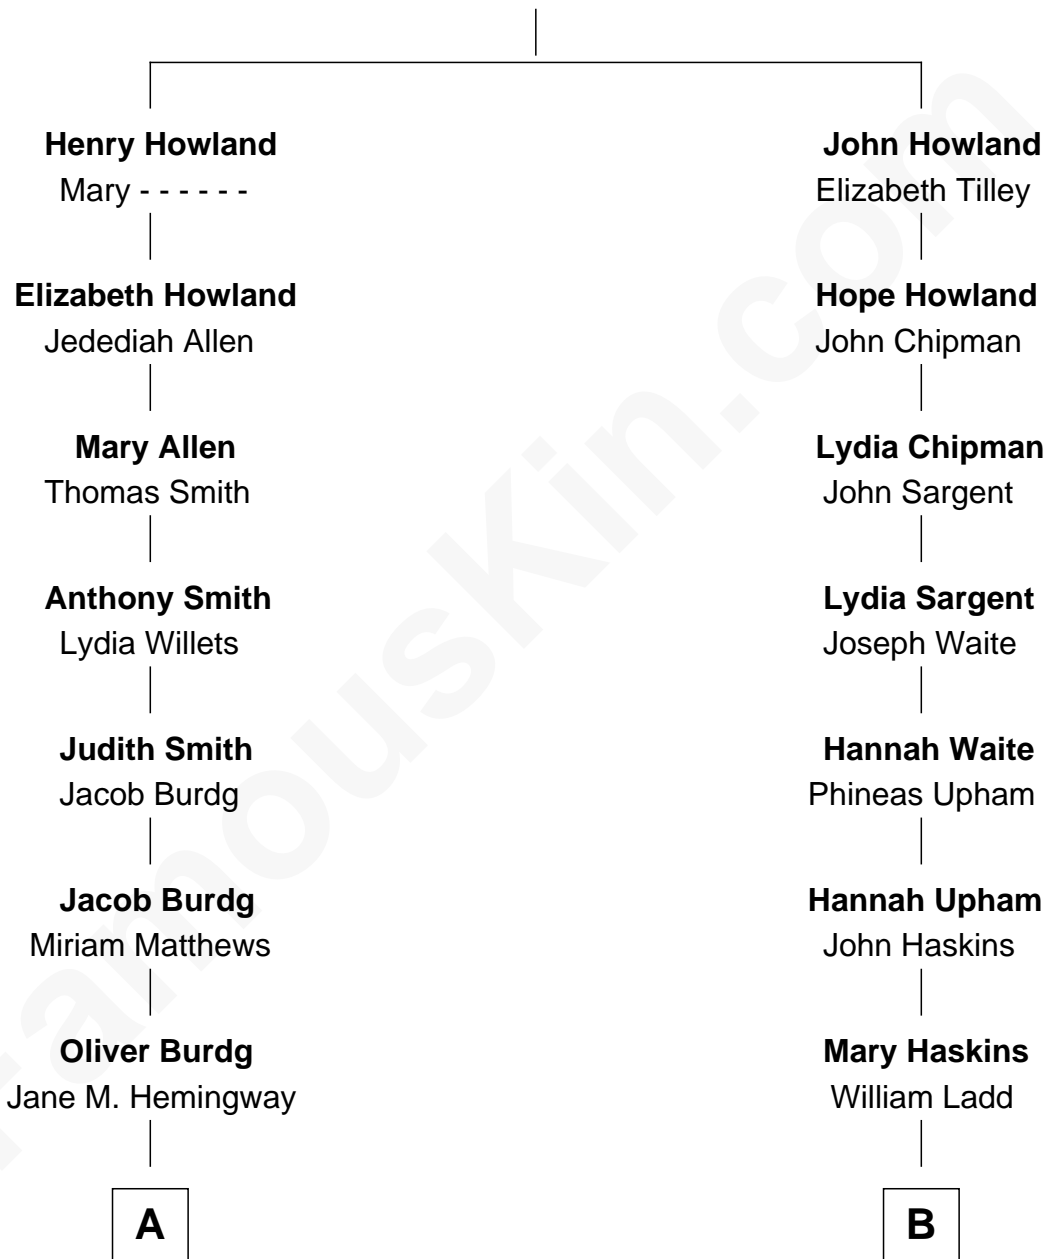 Henry Howland
Mary - - - - - -
Elizabeth Howland
Jedediah Allen
Mary Allen
Thomas Smith
Anthony Smith
Lydia Willets
Judith Smith
Jacob Burdg
Jacob Burdg
Miriam Matthews
Oliver Burdg
Jane M. Hemingway
A
John Howland
Elizabeth Tilley
Hope Howland
John Chipman
Lydia Chipman
John Sargent
Lydia Sargent
Joseph Waite
Hannah Waite
Phineas Upham
Hannah Upham
John Haskins
Mary Haskins
William Ladd
B
FamousKin.com